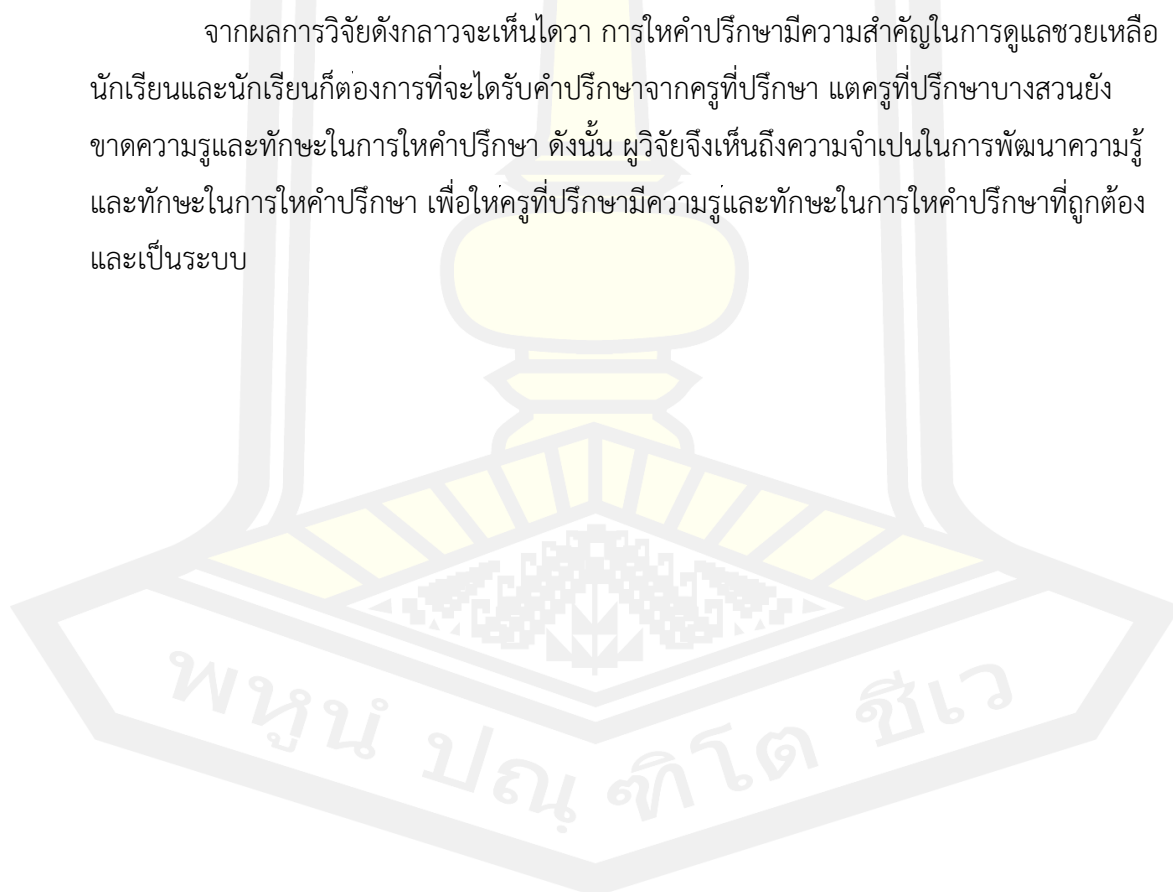 จากผลการวิจัยดังกล่าวจะเห็นไดวา การใหคำปรึกษามีความสำคัญในการดูแลชวยเหลือ
นักเรียนและนักเรียนก็ต่องการที่จะไดรับคำปรึกษาจากครูที่ปรึกษา แตครูที่ปรึกษาบางสวนยัง
ขาดความรูและทักษะในการใหคำปรึกษา ดังนั้น ผูวิจัยจึงเห็นถึงความจำเปนในการพัฒนาความรู้
และทักษะในการใหคำปรึกษา เพื่อให่ครูที่ปรึกษามีความรู่และทักษะในการใหคำปรึกษาที่ถูกต้อง
และเป็นระบบ
พหูนํ ปณฺฑิโต ชีเว